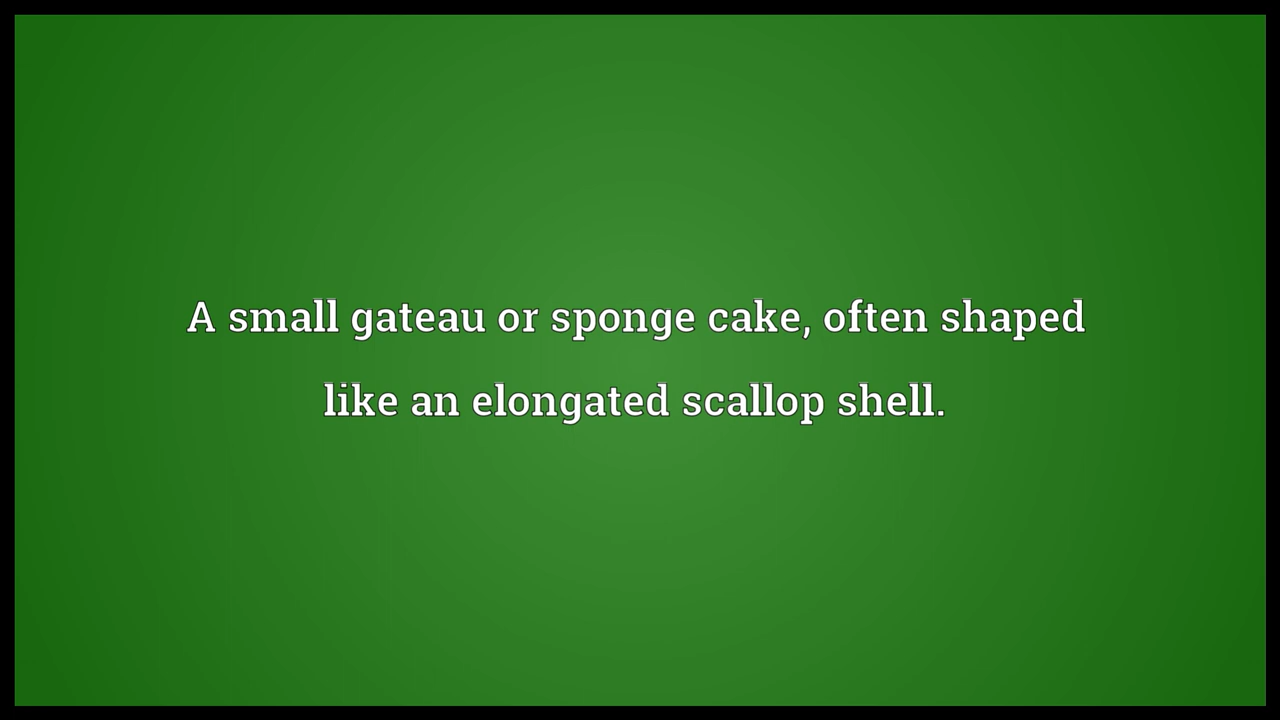 A small gateau or sponge cake, often shaped
like an elongated scallop shell.